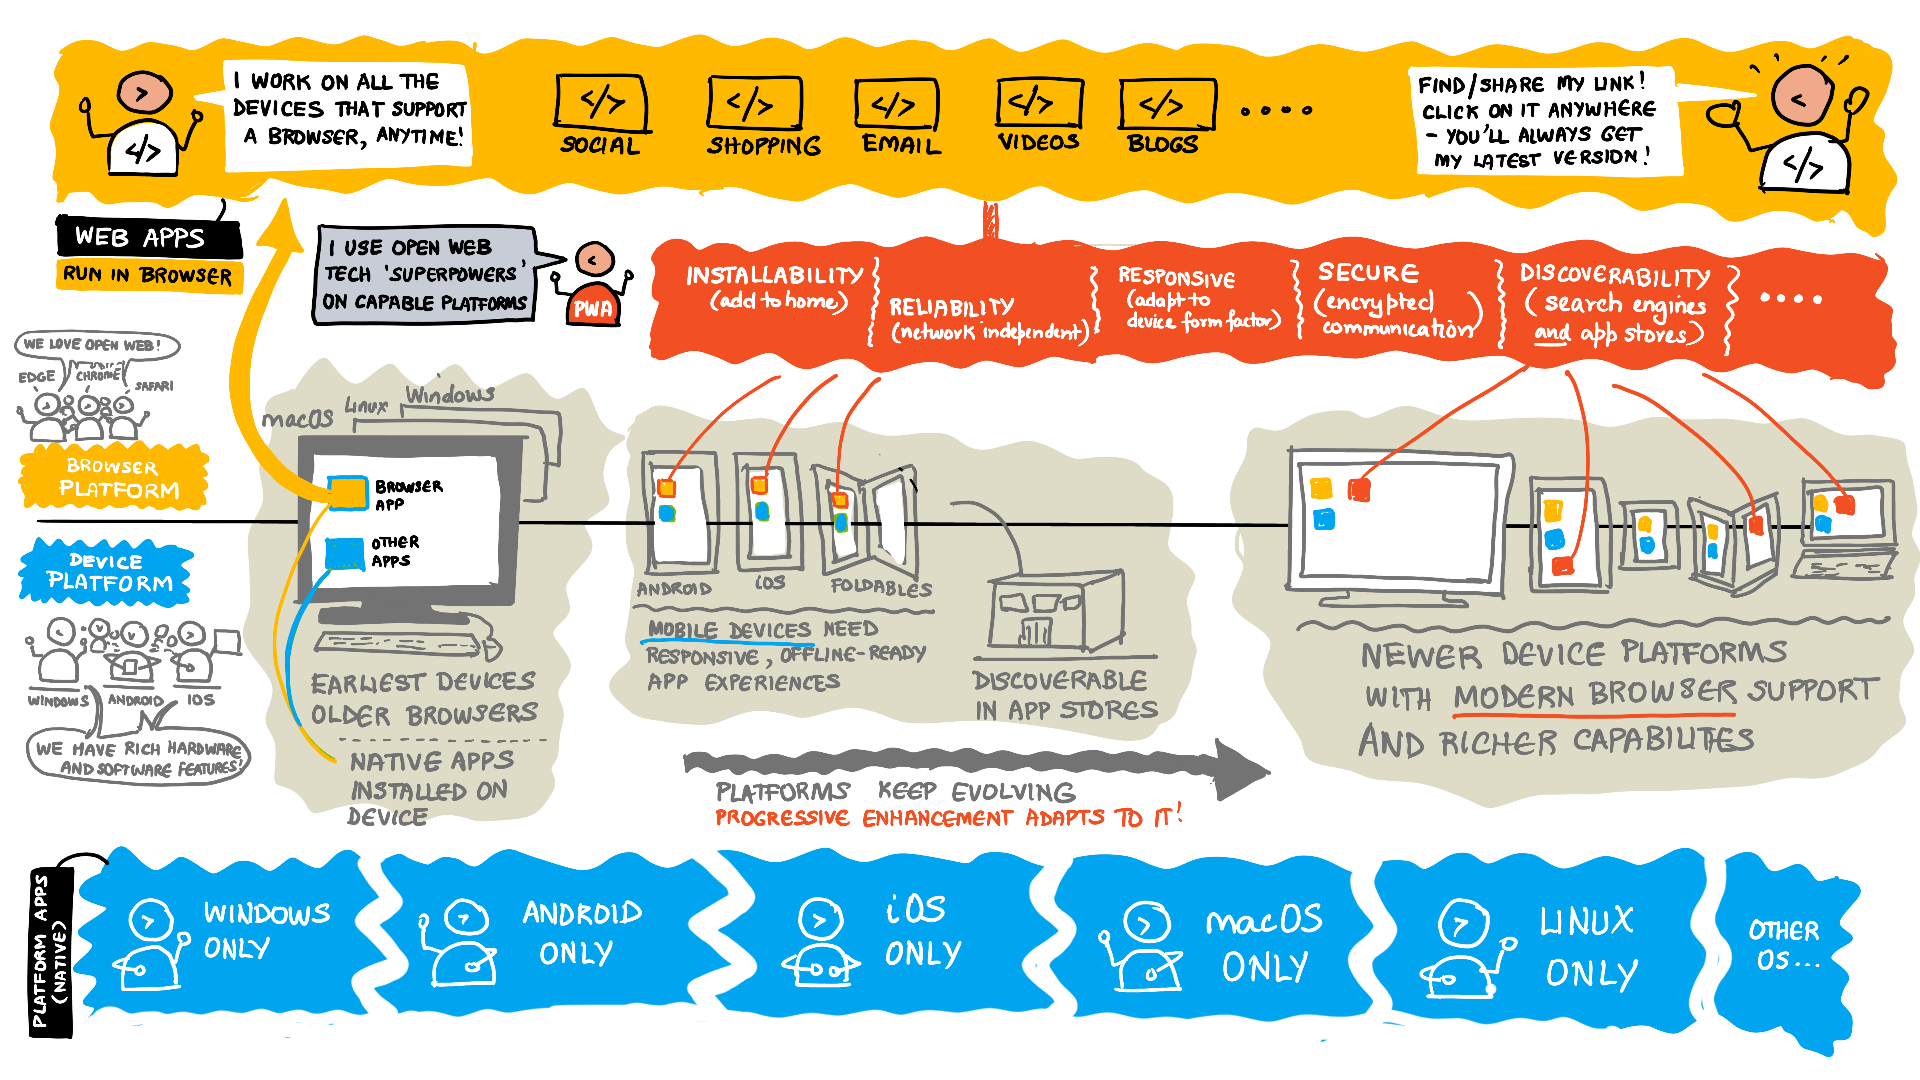 I WORK ON ALL THE
DEVICES THAT SUPPORT
A BROWSER, ANYTIME!
</>
</>
SOCIAL
</>
SHOPPING
</>
EMAIL
</>
VIDEOS
</>
BLOGS
....
FIND/SHARE MY LINK!
CLICK ON IT ANYWHERE
- YOU'LL ALWAYS GET
MY LATEST VERSION!
</>
WEB APPS
RUN IN BROWSER
I USE OPEN WEB
TECH 'SUPERPOWERS'
ON CAPABLE PLATFORMS
PWA
INSTALLABILITY
(add to home)
RELIABILITY
(network independent)
RESPONSIVE
(adapt to
device form factor)
SECURE
(encrypted
communication)
DISCOVERABILITY
(search engines
and app stores)
....
WE LOVE OPEN WEB!
EDGE
CHROME
SAFARI
BROWSER
PLATFORM
DEVICE
PLATFORM
WINDOWS
ANDROID
IOS
WE HAVE RICH HARDWARE
AND SOFTWARE FEATURES!
macOS
Linux
Windows
BROWSER
APP
OTHER
APPS
EARLIEST DEVICES
OLDER BROWSERS
NATIVE APPS
INSTALLED ON
DEVICE
ANDROID
iOS
FOLDABLES
MOBILE DEVICES NEED
RESPONSIVE, OFFLINE-READY
APP EXPERIENCES
DISCOVERABLE
IN APP STORES
NEWER DEVICE PLATFORMS
WITH MODERN BROWSER SUPPORT
AND RICHER CAPABILITES
PLATFORMS KEEP EVOLVING
PROGRESSIVE ENHANCEMENT ADAPTS TO IT!
PLATFORM APPS
(NATIVE)
WINDOWS
ONLY
ANDROID
ONLY
iOS
ONLY
macOS
ONLY
LINUX
ONLY
OTHER
OS...